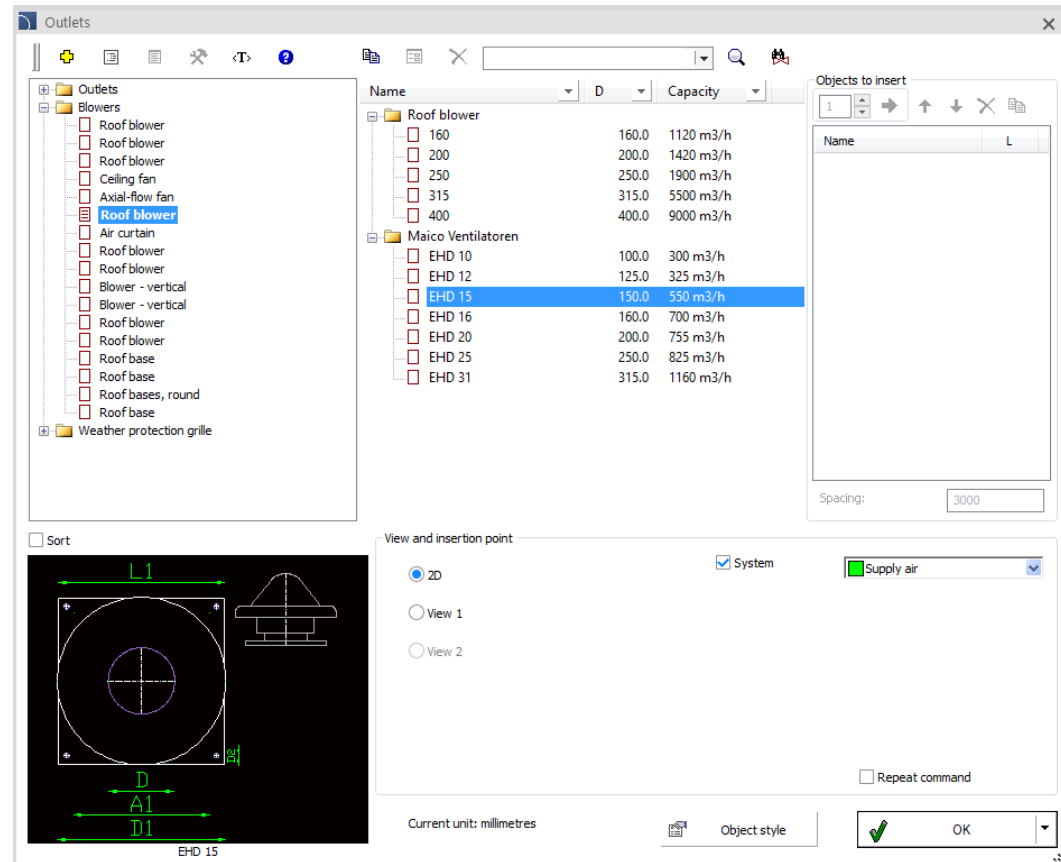 Outlets
<T>
Outlets
Blowers
Roof blower
Roof blower
Roof blower
Ceiling fan
Axial-flow fan
Roof blower
Air curtain
Roof blower
Roof blower
Blower - vertical
Blower - vertical
Roof blower
Roof blower
Roof base
Roof base
Roof bases, round
Roof base
Weather protection grille
Name D Capacity
Roof blower
160 160.0 1120 m3/h
200 200.0 1420 m3/h
250 250.0 1900 m3/h
315 315.0 5500 m3/h
400 400.0 9000 m3/h
Maico Ventilatoren
EHD 10 100.0 300 m3/h
EHD 12 125.0 325 m3/h
EHD 15 150.0 550 m3/h
EHD 16 160.0 700 m3/h
EHD 20 200.0 755 m3/h
EHD 25 250.0 825 m3/h
EHD 31 315.0 1160 m3/h
Objects to insert
1
Name L
Spacing: 3000
Sort
L1
D2
D
A1
D1
EHD 15
View and insertion point
2D
View 1
View 2
System
Supply air
Repeat command
Current unit: millimetres
Object style
OK